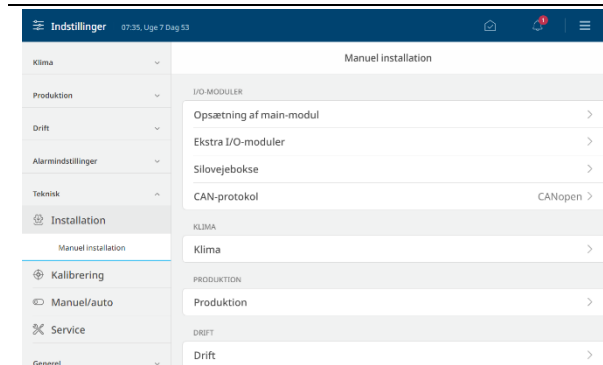 Indstillinger 07:35, Uge 7 Dag 53
1
Klima
Produktion
Drift
Alarmindstillinger
Teknisk
Installation
Manuel installation
Kalibrering
Manuel/auto
Service
Generel
Manuel installation
I/O-MODULER
Opsætning af main-modul
Ekstra I/O-moduler
Silovejebokse
CAN-protokol CANopen
KLIMA
Klima
PRODUKTION
Produktion
DRIFT
Drift